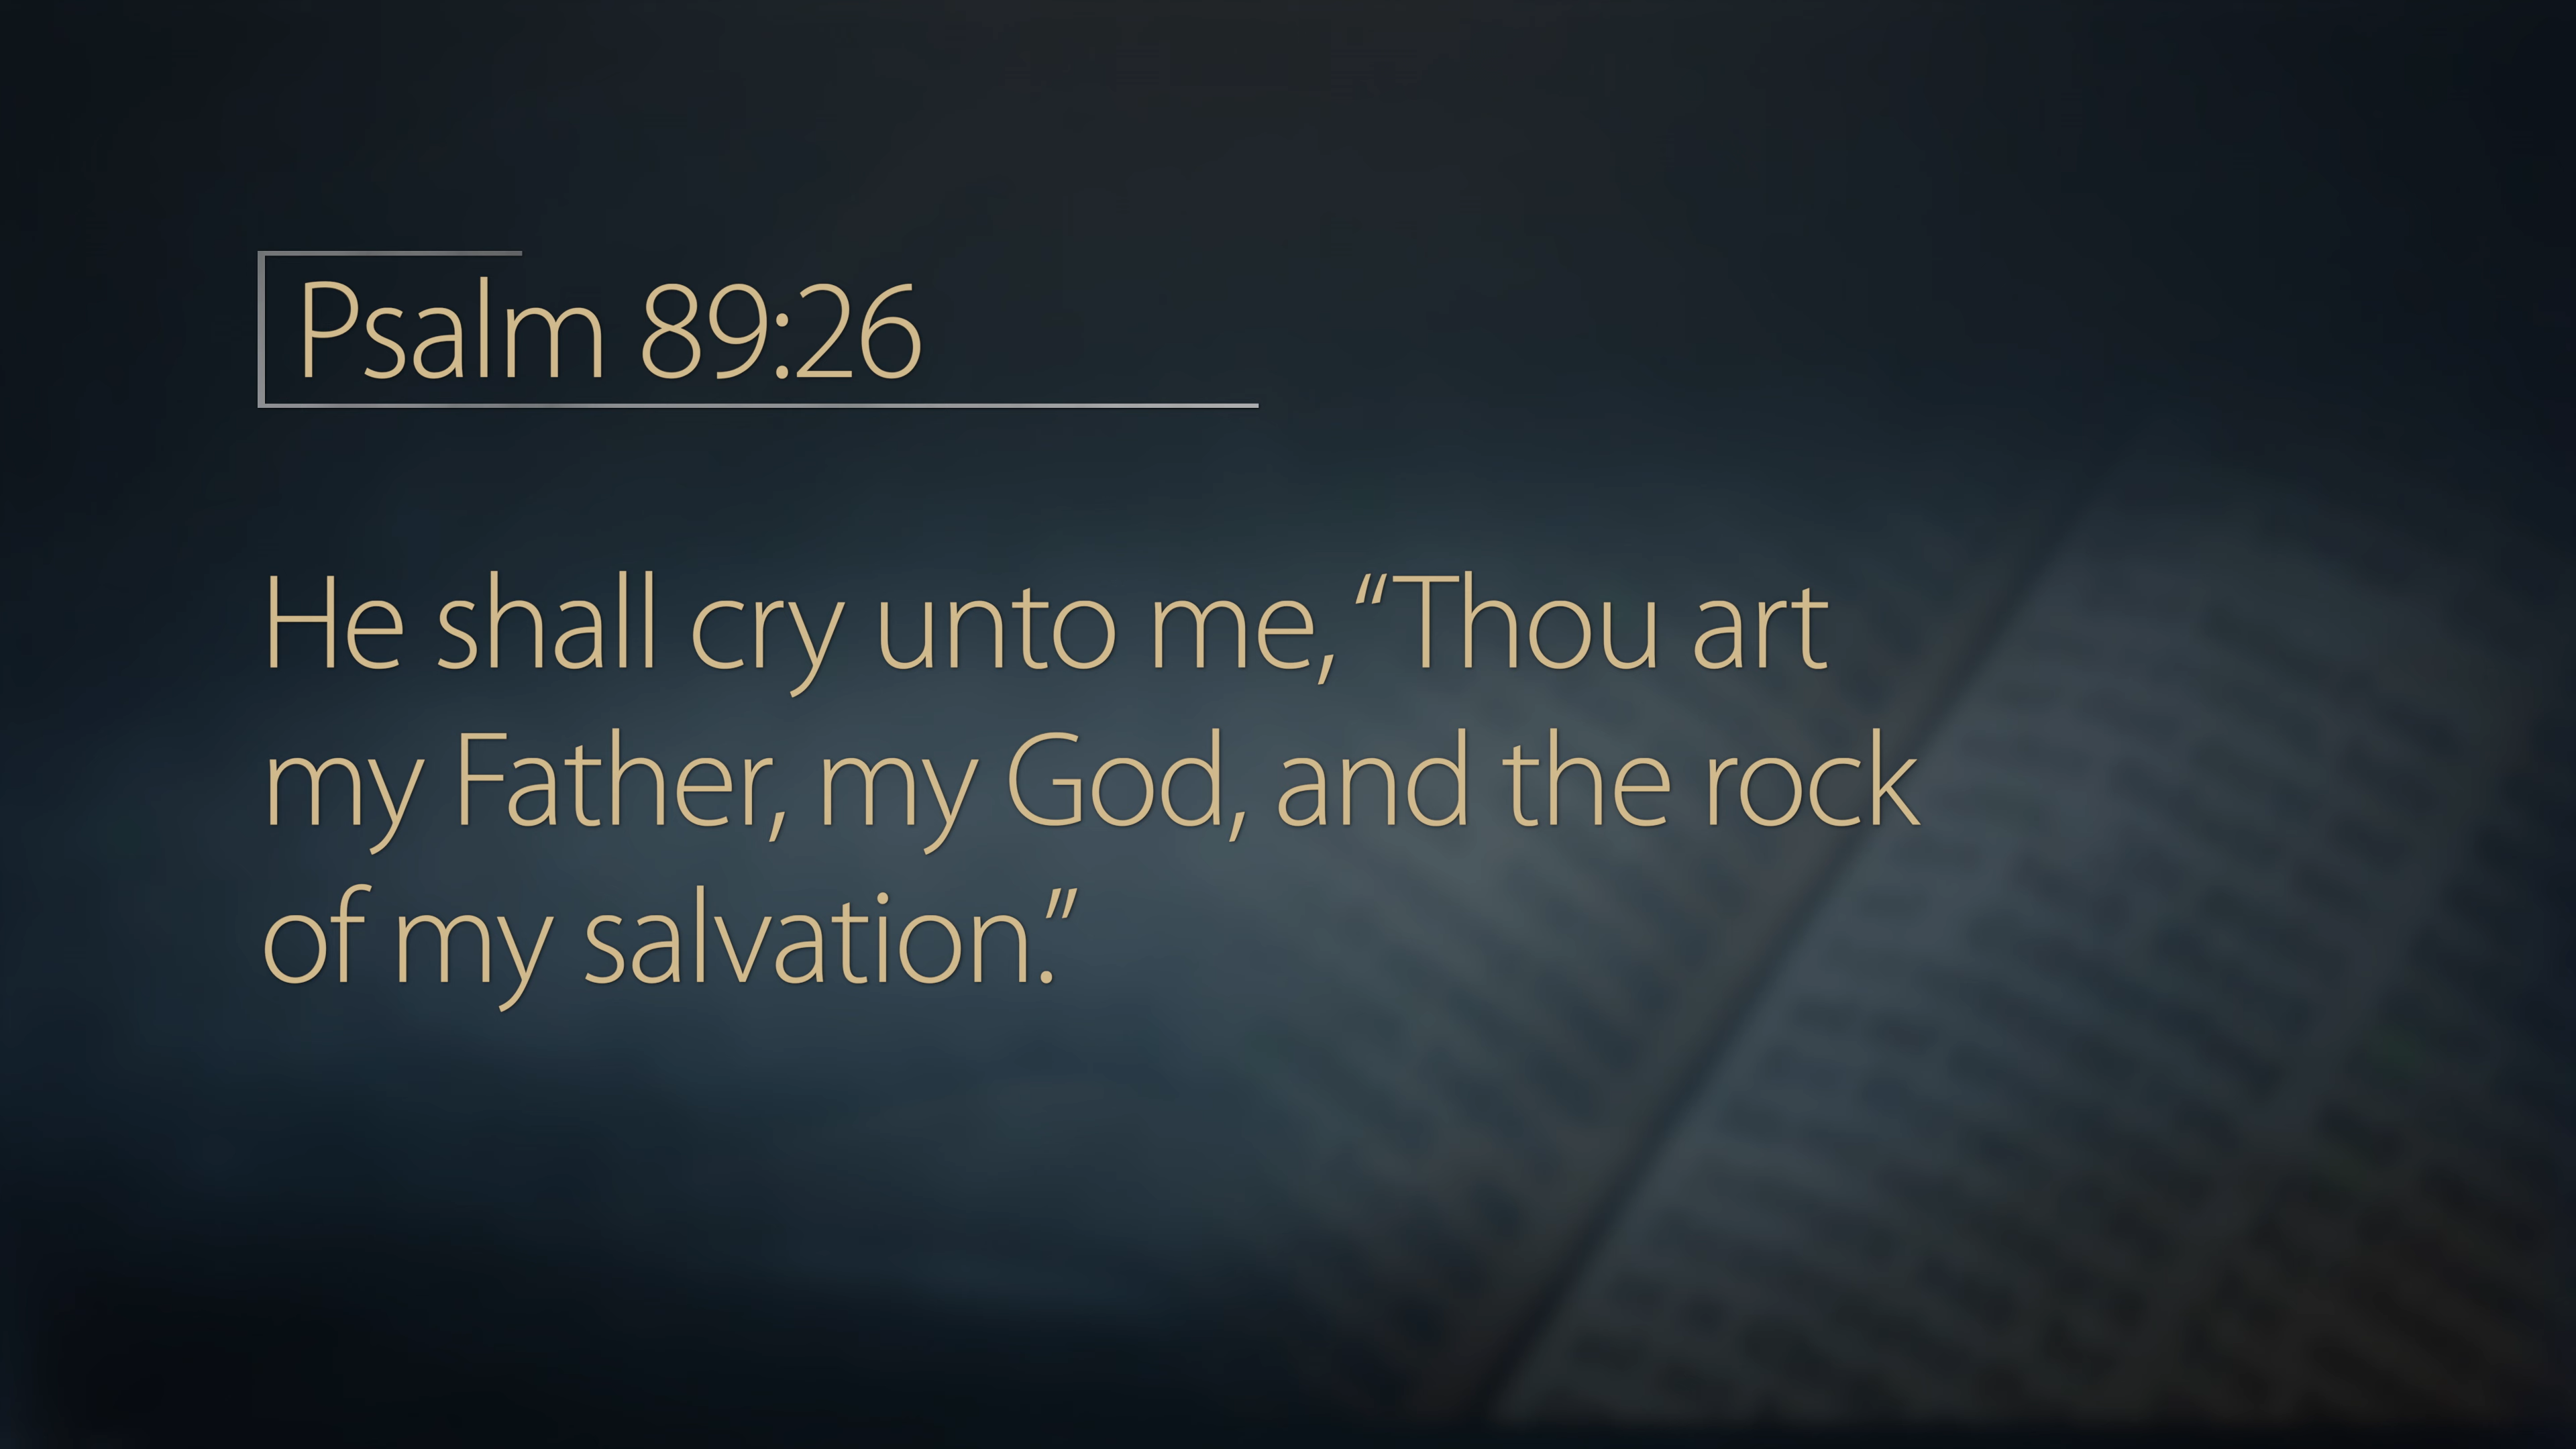 Psalm 89:26
He shall cry unto me, “Thou art
my Father, my God, and the rock
of my salvation.”